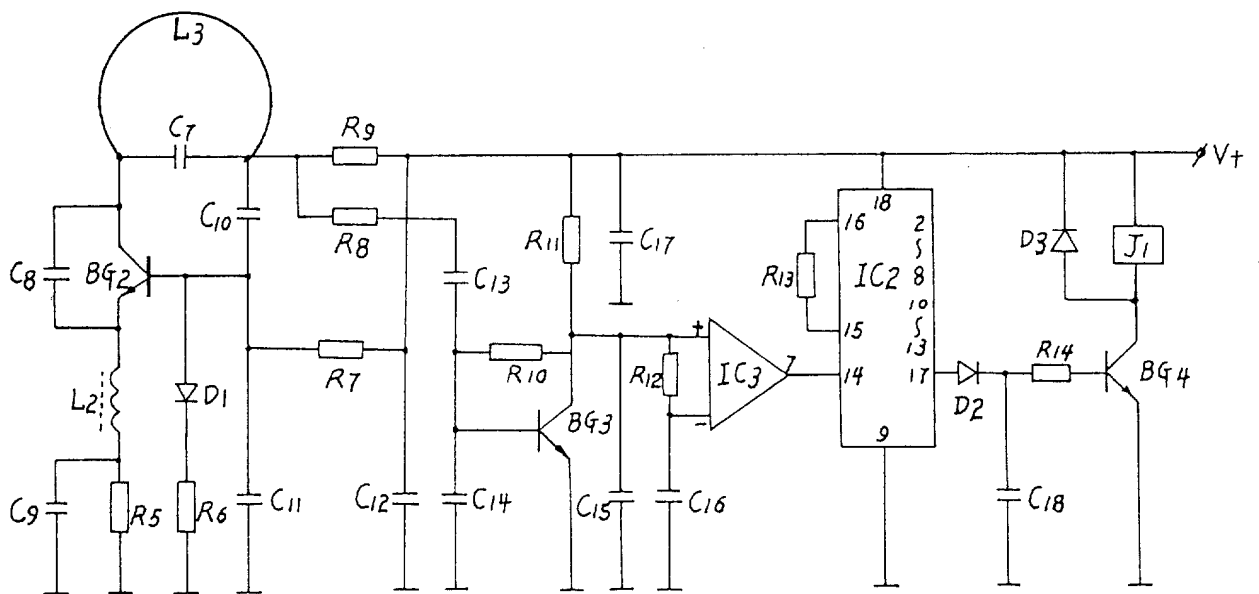 L3
C7
R9
V+
C10
R8
R11
C17
C8
BG2
C13
R7
R10
L2
D1
BG3
C9
R5
R6
C11
C12
C14
C15
R12
C16
+
-
IC3
7
R13
16
18
2
8
10
13
15
14
17
9
IC2
D2
C18
R14
D3
J1
BG4